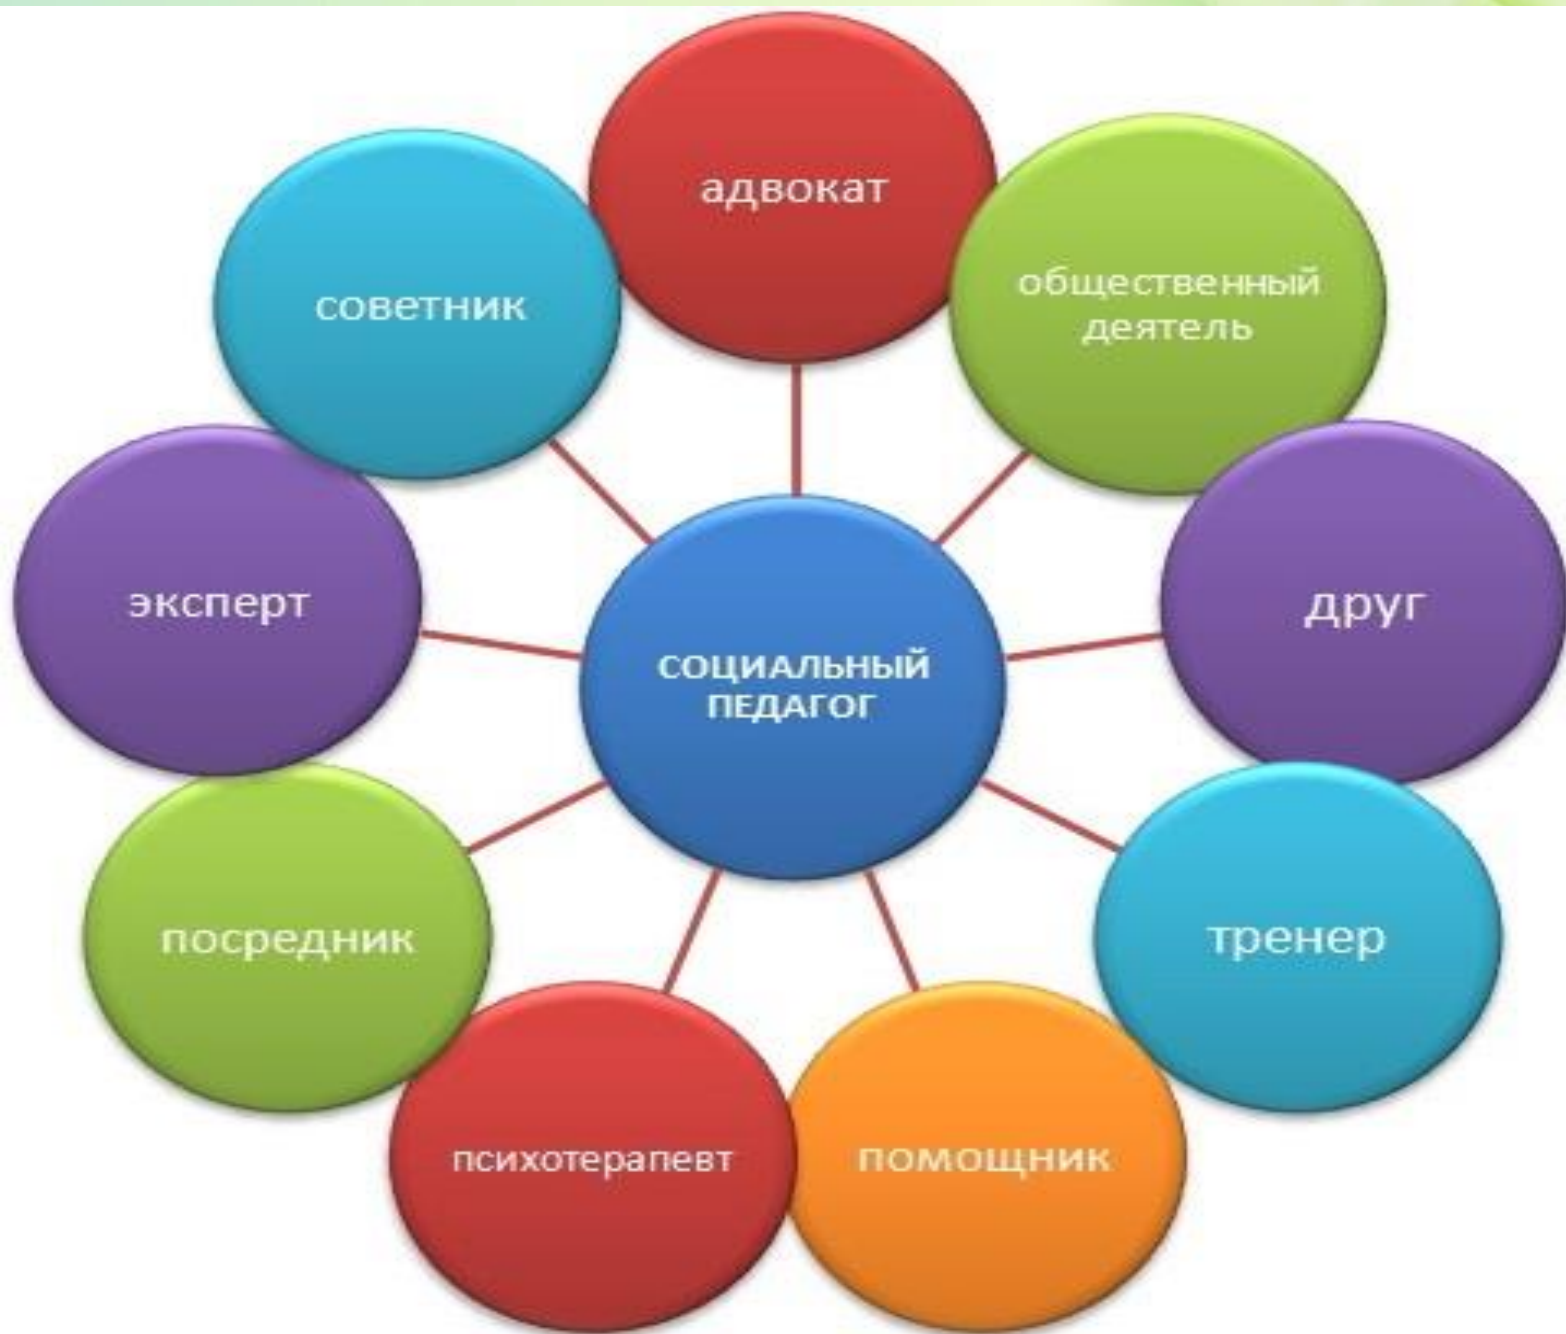 адвокат
общественный
деятель
друг
тренер
помощник
психотерапевт
посредник
эксперт
советник
СОЦИАЛЬНЫЙ
ПЕДАГОГ